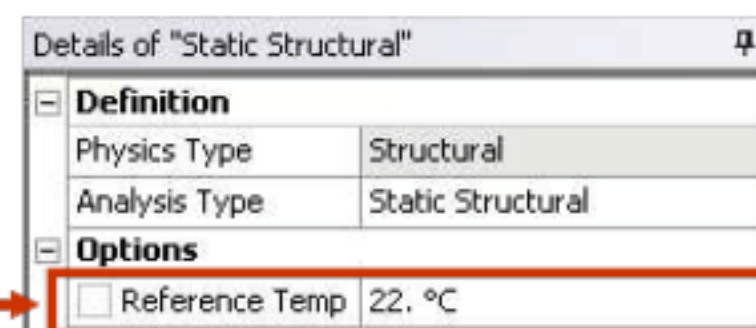 Details of "Static Structural"
Definition
Physics Type Structural
Analysis Type Static Structural
Options
Reference Temp 22. °C